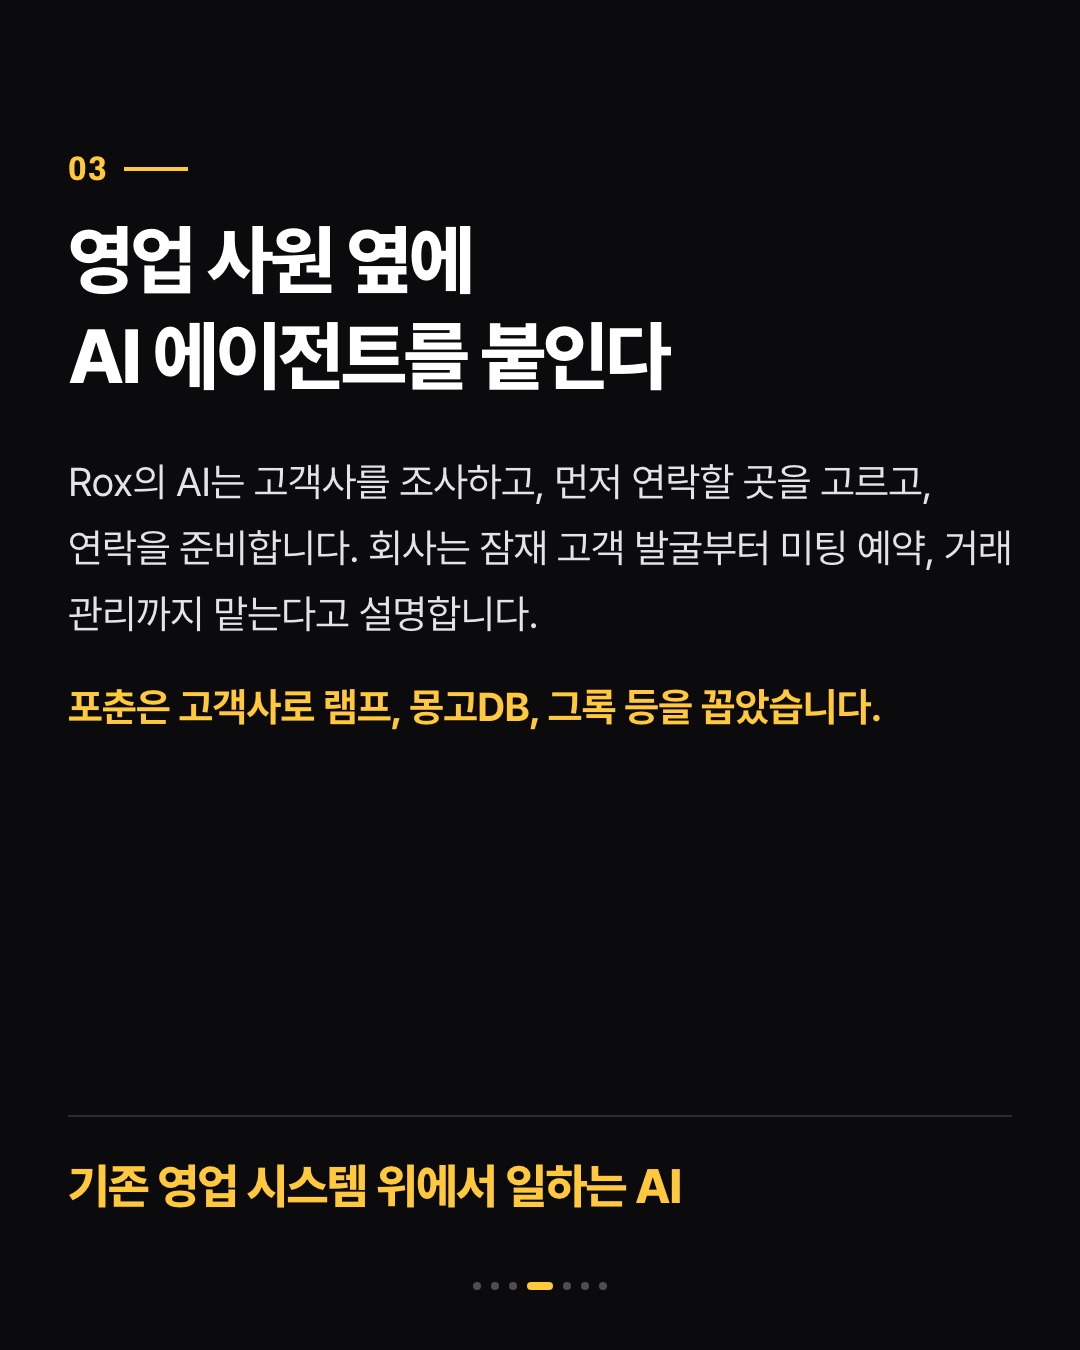 03
영업 사원 옆에
AI 에이전트를 붙인다
Rox의 AI는 고객사를 조사하고, 먼저 연락할 곳을 고르고,
연락을 준비합니다. 회사는 잠재 고객 발굴부터 미팅 예약, 거래
관리까지 맡는다고 설명합니다.
포춘은 고객사로 램프, 몽고DB, 그록 등을 꼽았습니다.
기존 영업 시스템 위에서 일하는 AI